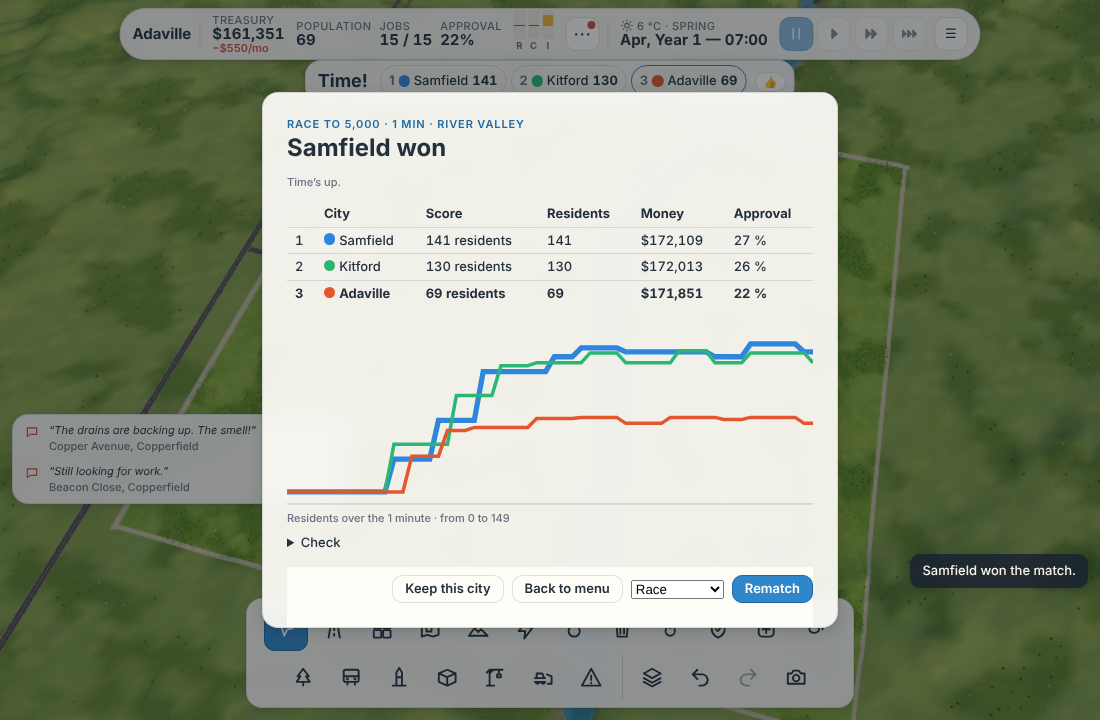 Adaville
TREASURY
$161,351
−$550/mo
POPULATION
69
JOBS
15 / 15
APPROVAL
22%
R C I
6 °C · SPRING
Apr, Year 1 — 07:00
Time!
1 Samfield 141
2 Kitford 130
3 Adaville 69
RACE TO 5,000 · 1 MIN · RIVER VALLEY
Samfield won
Time's up.
City Score Residents Money Approval
1 Samfield 141 residents 141 $172,109 27 %
2 Kitford 130 residents 130 $172,013 26 %
3 Adaville 69 residents 69 $171,851 22 %
Residents over the 1 minute · from 0 to 149
Check
Keep this city
Back to menu
Race
Rematch
“The drains are backing up. The smell!”
Copper Avenue, Copperfield
“Still looking for work.”
Beacon Close, Copperfield
Samfield won the match.